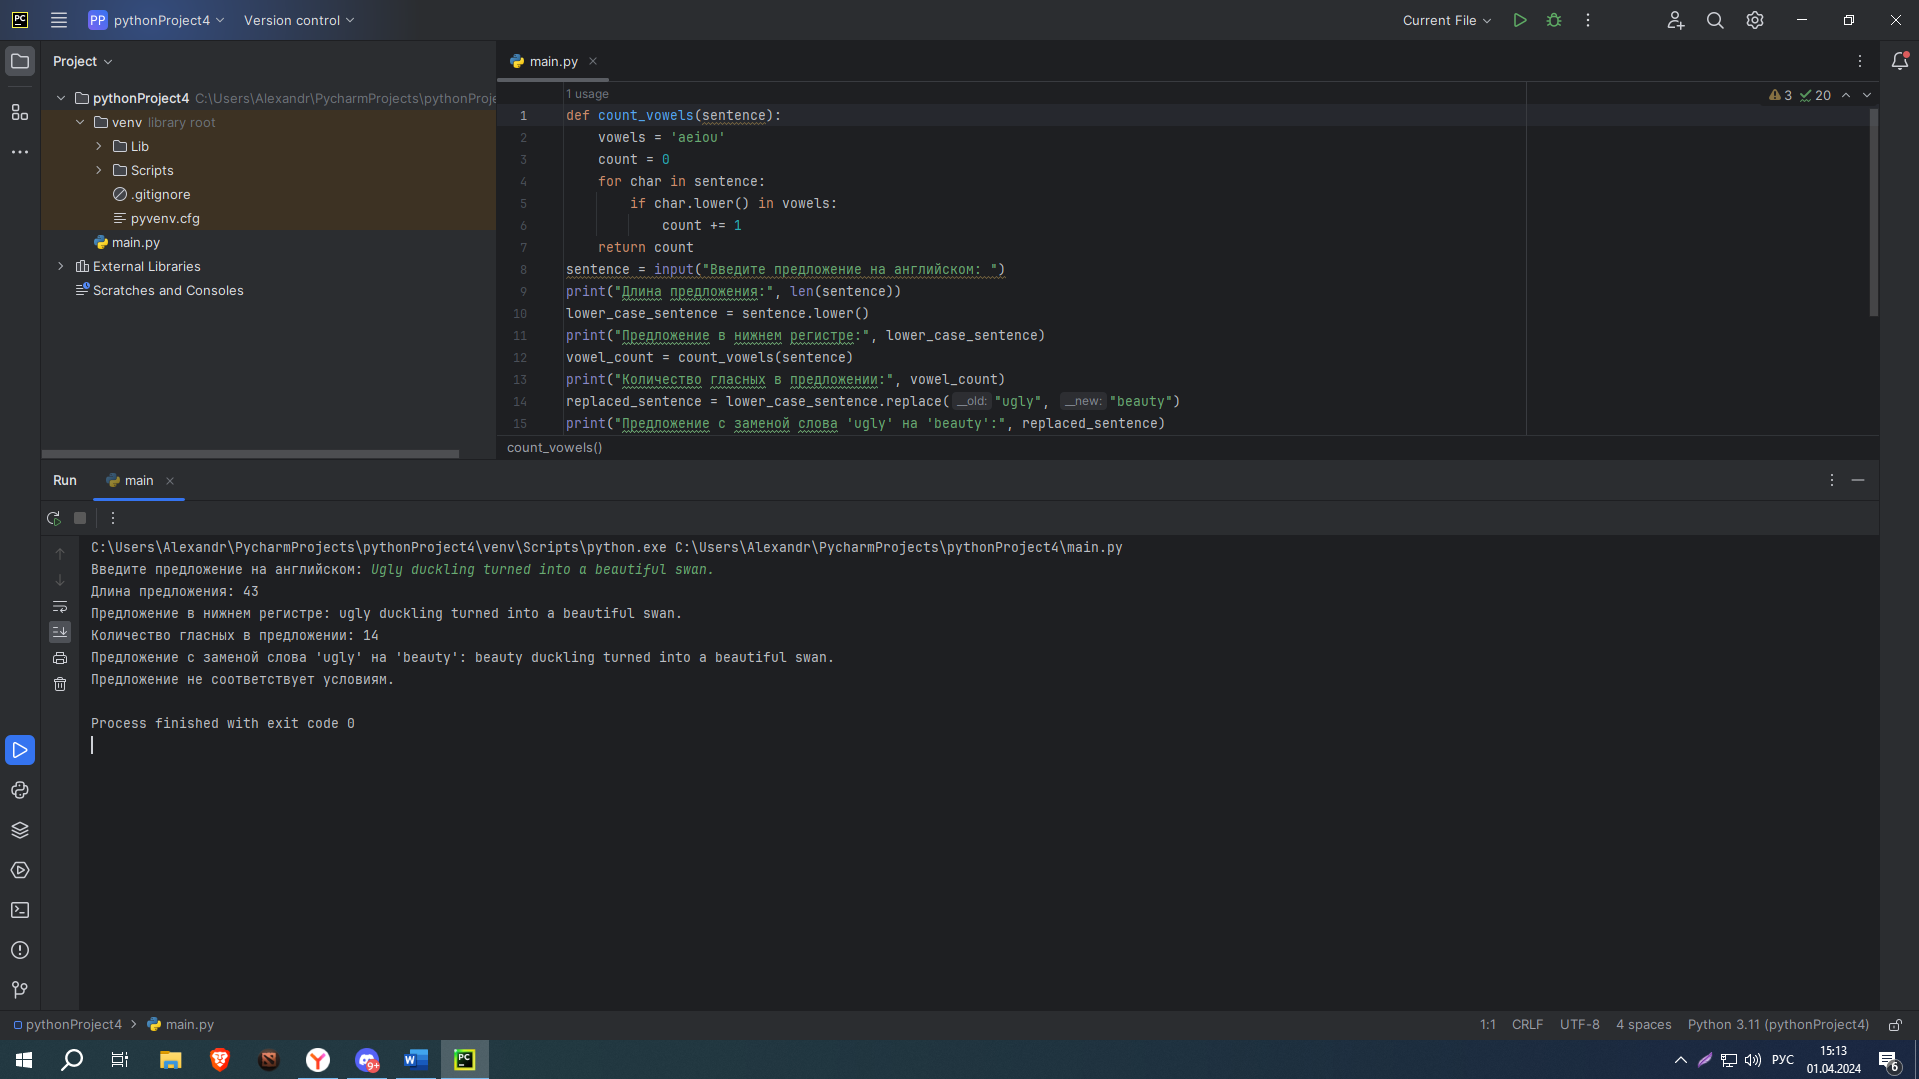 PC PP pythonProject4 Version control Current File
Project main.py
pythonProject4 C:\Users\Alexandr\PycharmProjects\pythonProje
venv library root
Lib
Scripts
.gitignore
pyvenv.cfg
main.py
External Libraries
Scratches and Consoles
1 usage 3 20
1 def count_vowels(sentence):
2 vowels = 'aeiou'
3 count = 0
4 for char in sentence:
5 if char.lower() in vowels:
6 count += 1
7 return count
8 sentence = input("Введите предложение на английском: ")
9 print("Длина предложения:", len(sentence))
10 lower_case_sentence = sentence.lower()
11 print("Предложение в нижнем регистре:", lower_case_sentence)
12 vowel_count = count_vowels(sentence)
13 print("Количество гласных в предложении:", vowel_count)
14 replaced_sentence = lower_case_sentence.replace( __old: "ugly", __new: "beauty")
15 print("Предложение с заменой слова 'ugly' на 'beauty':", replaced_sentence)
count_vowels()
Run main
C:\Users\Alexandr\PycharmProjects\pythonProject4\venv\Scripts\python.exe C:\Users\Alexandr\PycharmProjects\pythonProject4\main.py
Введите предложение на английском: Ugly duckling turned into a beautiful swan.
Длина предложения: 43
Предложение в нижнем регистре: ugly duckling turned into a beautiful swan.
Количество гласных в предложении: 14
Предложение с заменой слова 'ugly' на 'beauty': beauty duckling turned into a beautiful swan.
Предложение не соответствует условиям.
Process finished with exit code 0
pythonProject4 main.py 1:1 CRLF UTF-8 4 spaces Python 3.11 (pythonProject4)
Y 9+ W PC РУС 15:13
01.04.2024 6